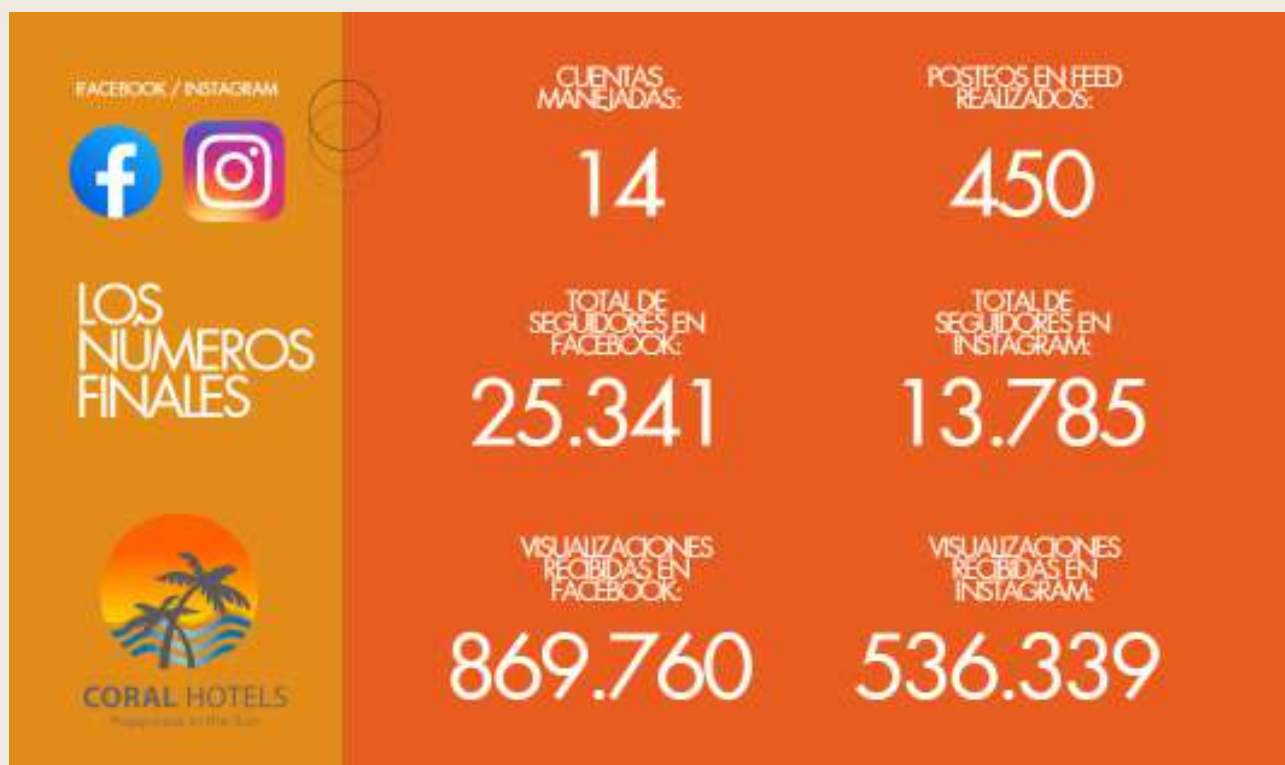 FACEBOOK / INSTAGRAM
LOS
NÚMEROS
FINALES
CORAL HOTELS
CUENTAS
MANEJADAS:
14
POSTEOS EN FEED
REALIZADOS:
450
TOTAL DE
SEGUIDORES EN
FACEBOOK:
25.341
TOTAL DE
SEGUIDORES EN
INSTAGRAM:
13.785
VISUALIZACIONES
RECIBIDAS EN
FACEBOOK:
869.760
VISUALIZACIONES
RECIBIDAS EN
INSTAGRAM:
536.339